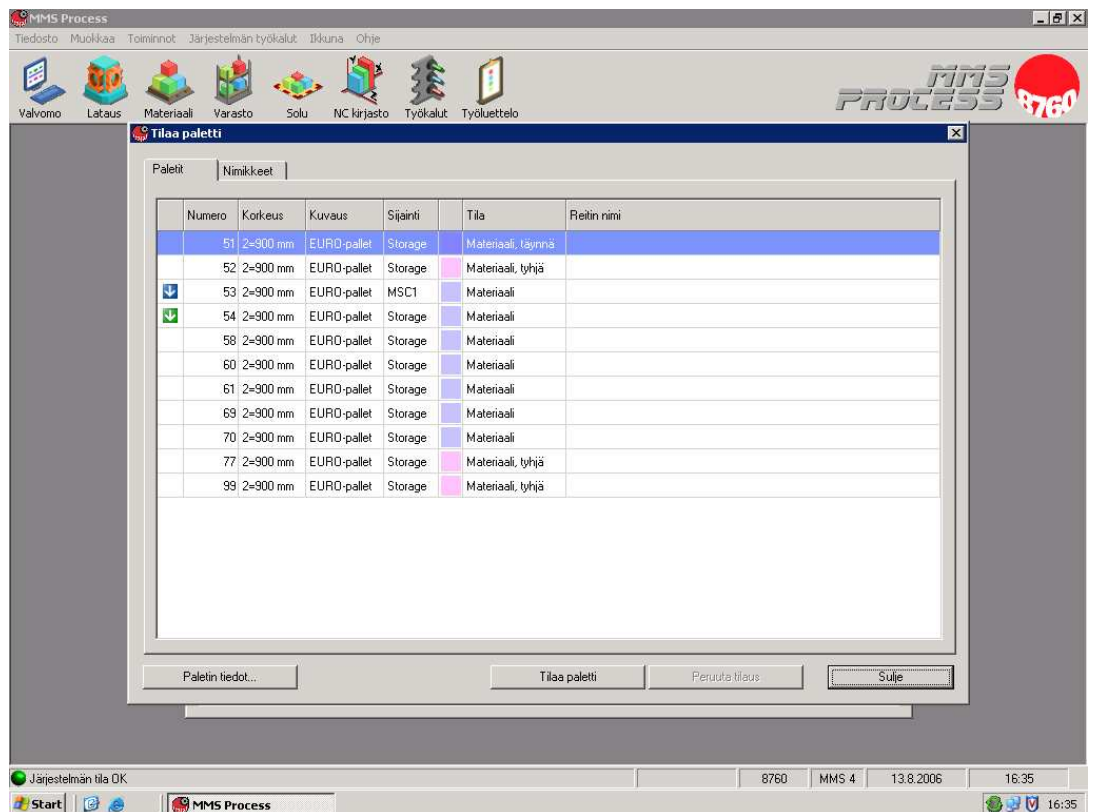 MMS Process
Tiedosto Muokkaa Toiminnot Järjestelmän työkalut Ikkuna Ohje
Valvomo Lataus Materiaali Varasto Solu NC kirjasto Työkalut Työluettelo
MMS
PROCESS
8760
Tilaa paletti
Paletit Nimikkeet
Numero Korkeus Kuvaus Sijainti Tila Reitin nimi
51 2=900 mm EURO-pallet Storage Materiaali, täynnä
52 2=900 mm EURO-pallet Storage Materiaali, tyhjä
53 2=900 mm EURO-pallet MSC1 Materiaali
54 2=900 mm EURO-pallet Storage Materiaali
58 2=900 mm EURO-pallet Storage Materiaali
60 2=900 mm EURO-pallet Storage Materiaali
61 2=900 mm EURO-pallet Storage Materiaali
69 2=900 mm EURO-pallet Storage Materiaali
70 2=900 mm EURO-pallet Storage Materiaali
77 2=900 mm EURO-pallet Storage Materiaali, tyhjä
99 2=900 mm EURO-pallet Storage Materiaali, tyhjä
Paletin tiedot... Tilaa paletti Peruuta tilaus Sulje
Järjestelmän tila OK 8760 MMS 4 13.8.2006 16:35
Start MMS Process 16:35